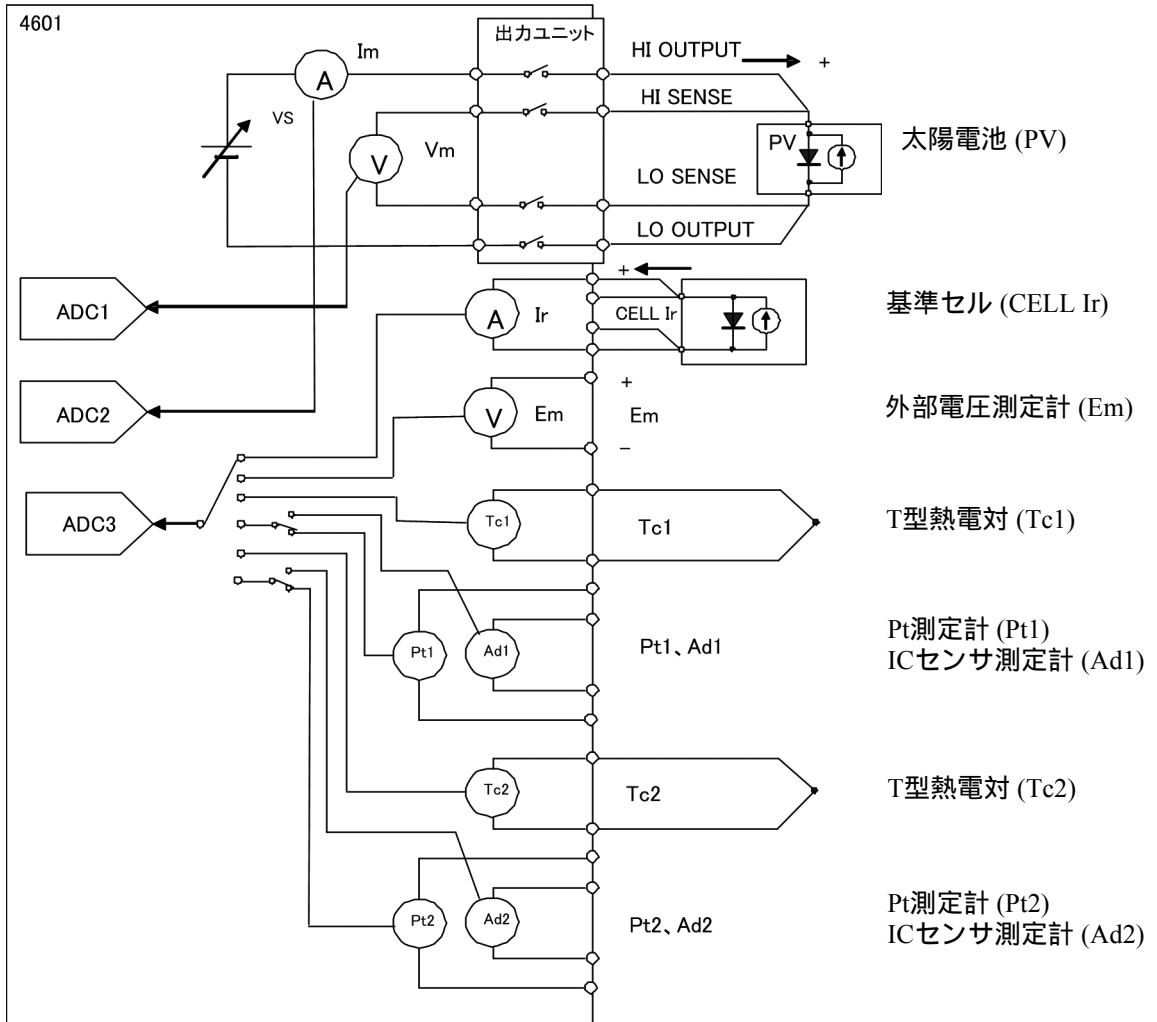 4601
出力ユニット
Im
HI OUTPUT
+
A
HI SENSE
VS
太陽電池 (PV)
PV
V
Vm
LO SENSE
LO OUTPUT
+
ADC1
基準セル (CELL Ir)
A
Ir
CELL Ir
+
外部電圧測定計 (Em)
ADC2
V
Em
Em
−
ADC3
Tc1
Tc1
T型熱電対 (Tc1)
Pt測定計 (Pt1)
Pt1
Ad1
Pt1、Ad1
ICセンサ測定計 (Ad1)
Tc2
Tc2
T型熱電対 (Tc2)
Pt測定計 (Pt2)
Pt2
Ad2
Pt2、Ad2
ICセンサ測定計 (Ad2)